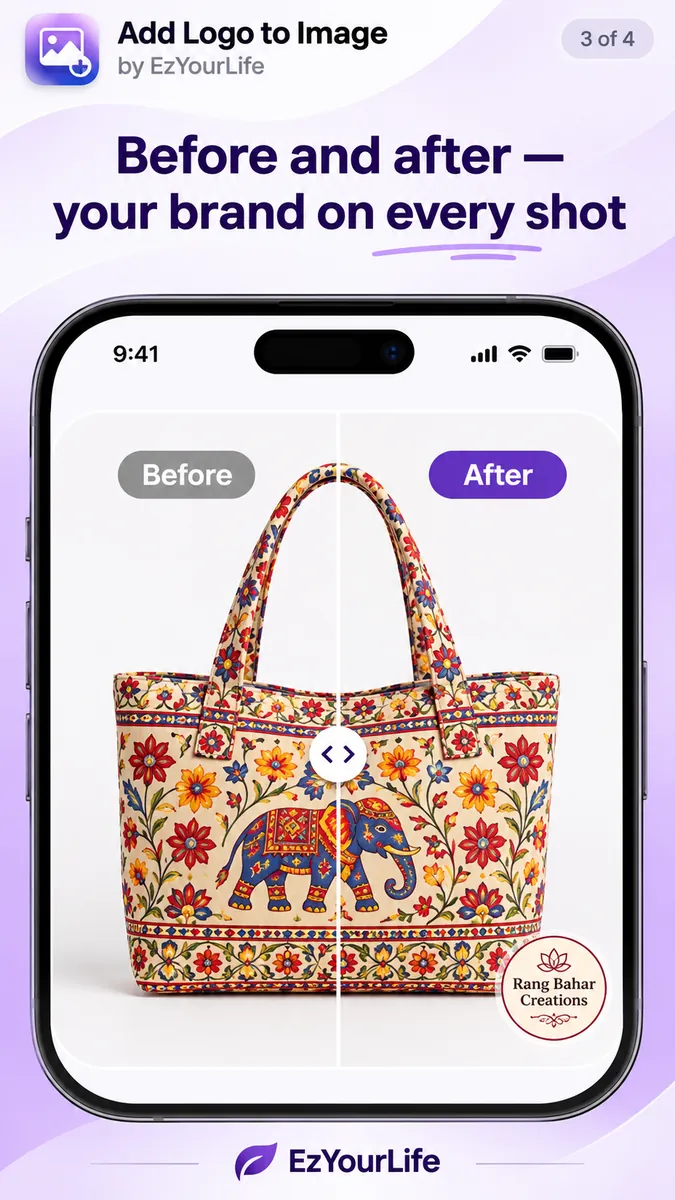 Add Logo to Image
by EzYourLife
3 of 4
Before and after —
your brand on every shot
9:41
Before
After
Rang Bahar
Creations
EzYourLife